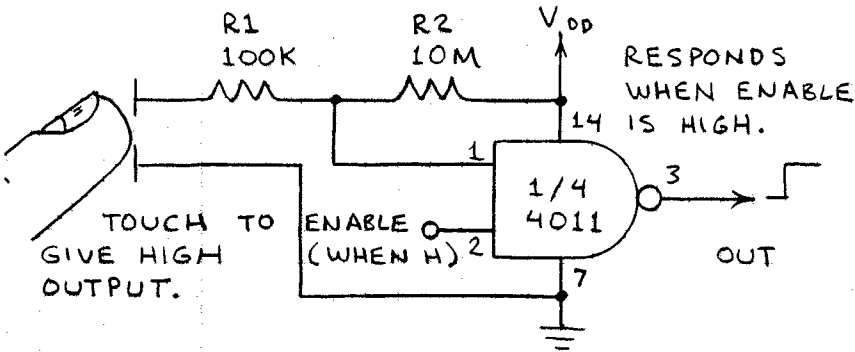 R1
100K
R2
10M
V DD
RESPONDS
WHEN ENABLE
IS HIGH.
14
1
1/4
4011
3
TOUCH TO
GIVE HIGH
OUTPUT.
ENABLE
(WHEN H)
2
7
OUT